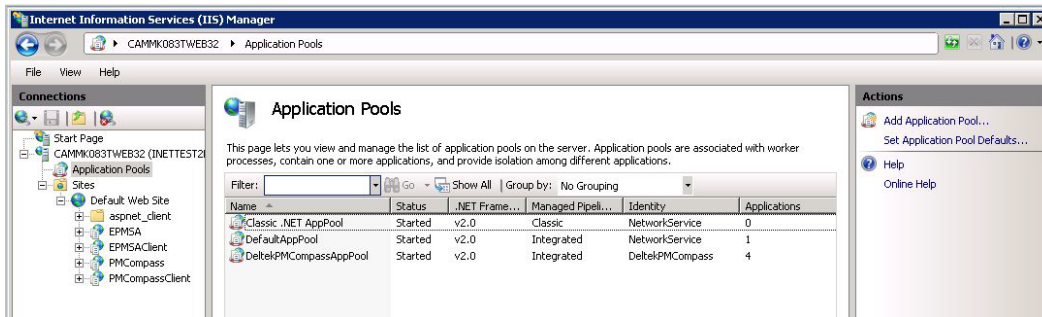 Internet Information Services (IIS) Manager
CAMMK083TWEB32 Application Pools
File View Help
Connections
Start Page
CAMMK083TWEB32 (INETTEST2\
Application Pools
Sites
Default Web Site
aspnet_client
EPMSA
EPMSAClient
PMCompass
PMCompassClient
Application Pools
This page lets you view and manage the list of application pools on the server. Application pools are associated with worker
processes, contain one or more applications, and provide isolation among different applications.
Filter: Go Show All Group by: No Grouping
Name Status .NET Frame... Managed Pipeli... Identity Applications
Classic .NET AppPool Started v2.0 Classic NetworkService 0
DefaultAppPool Started v2.0 Integrated NetworkService 1
DeltekPMCompassAppPool Started v2.0 Integrated DeltekPMCompass 4
Actions
Add Application Pool...
Set Application Pool Defaults...
Help
Online Help